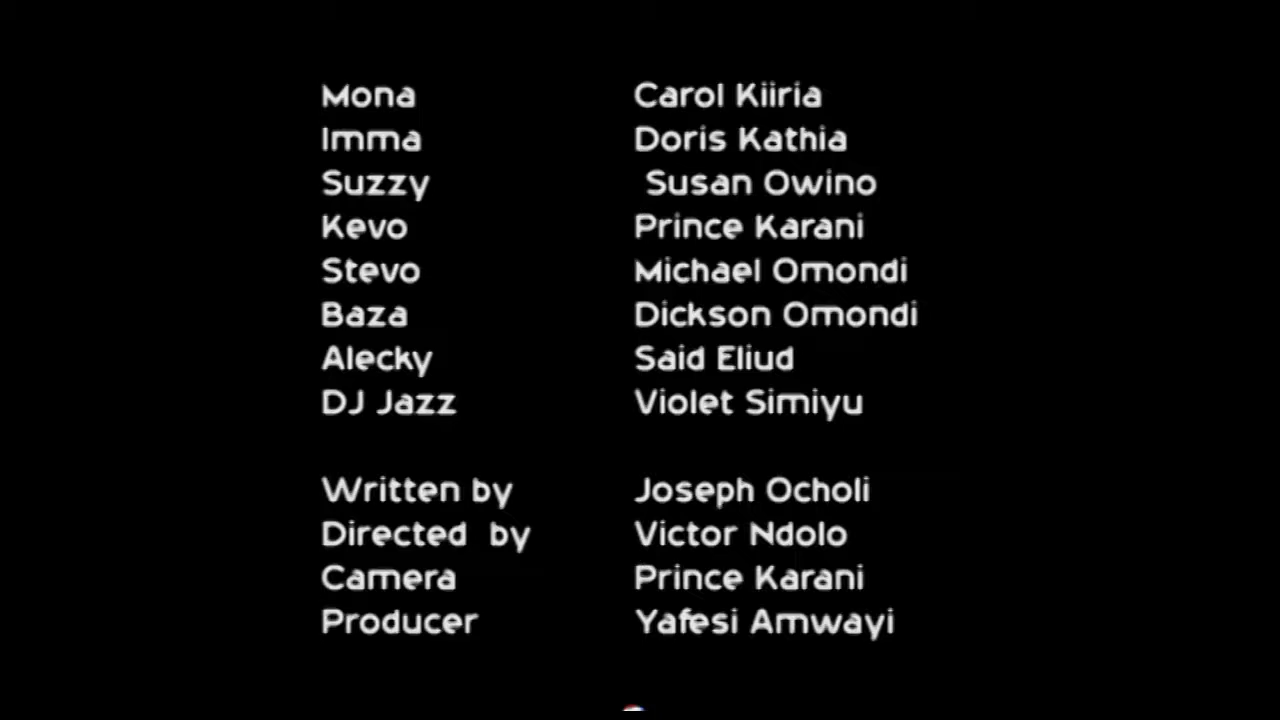 Mona Carol Kiiria
Imma Doris Kathia
Suzzy Susan Owino
Kevo Prince Karani
Stevo Michael Omondi
Baza Dickson Omondi
Alecky Said Eliud
DJ Jazz Violet Simiyu
Written by Joseph Ocholi
Directed by Victor Ndolo
Camera Prince Karani
Producer Yafesi Amwayi